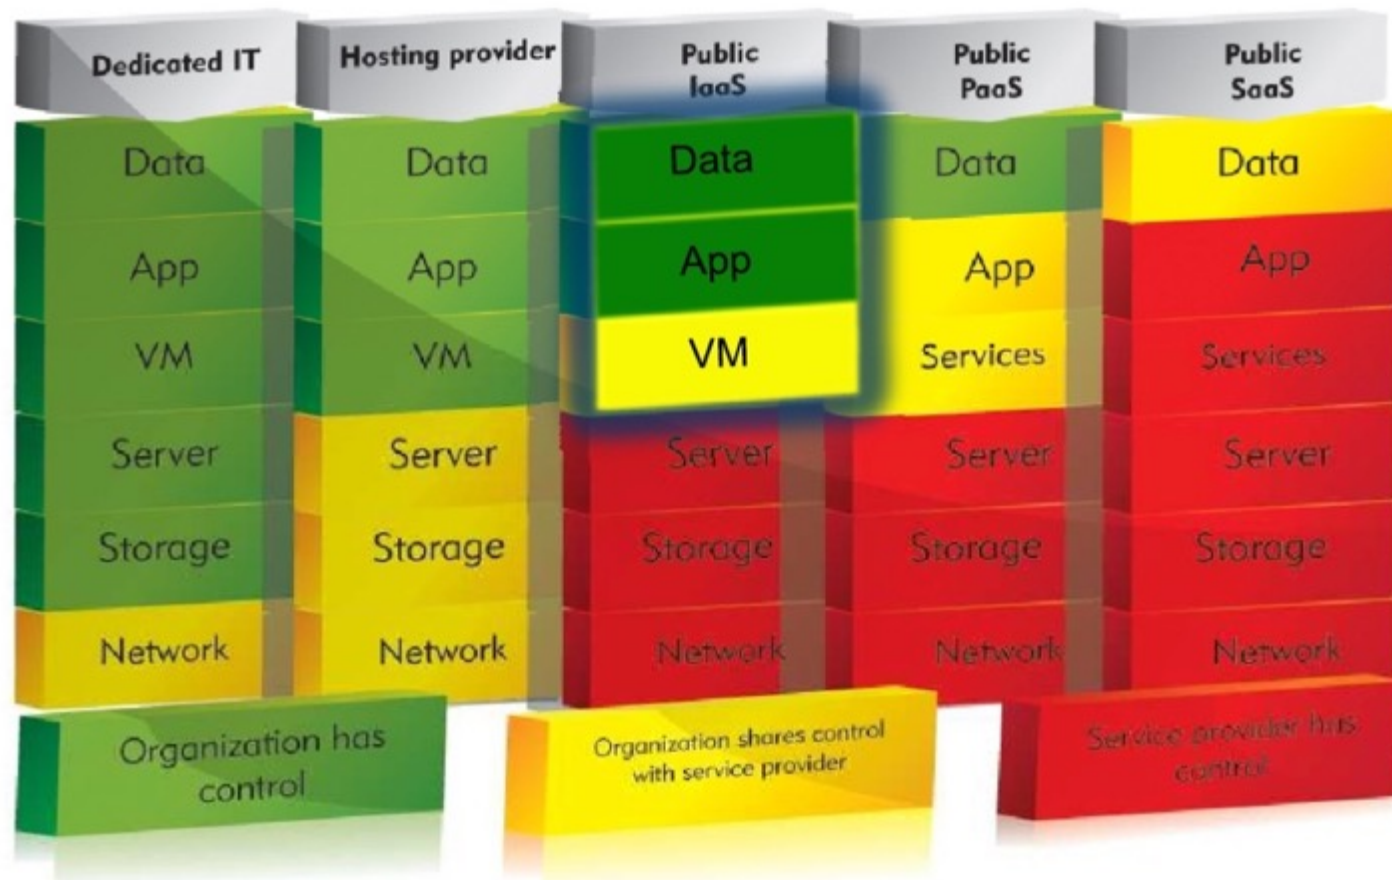 Dedicated IT
Hosting provider
Public
IaaS
Public
PaaS
Public
SaaS
Data
Data
Data
Data
Data
App
App
App
App
App
VM
VM
VM
Services
Services
Server
Server
Server
Server
Server
Storage
Storage
Storage
Storage
Storage
Network
Network
Network
Network
Network
Organization has
control
Organization shares control
with service provider
Service provider has
control